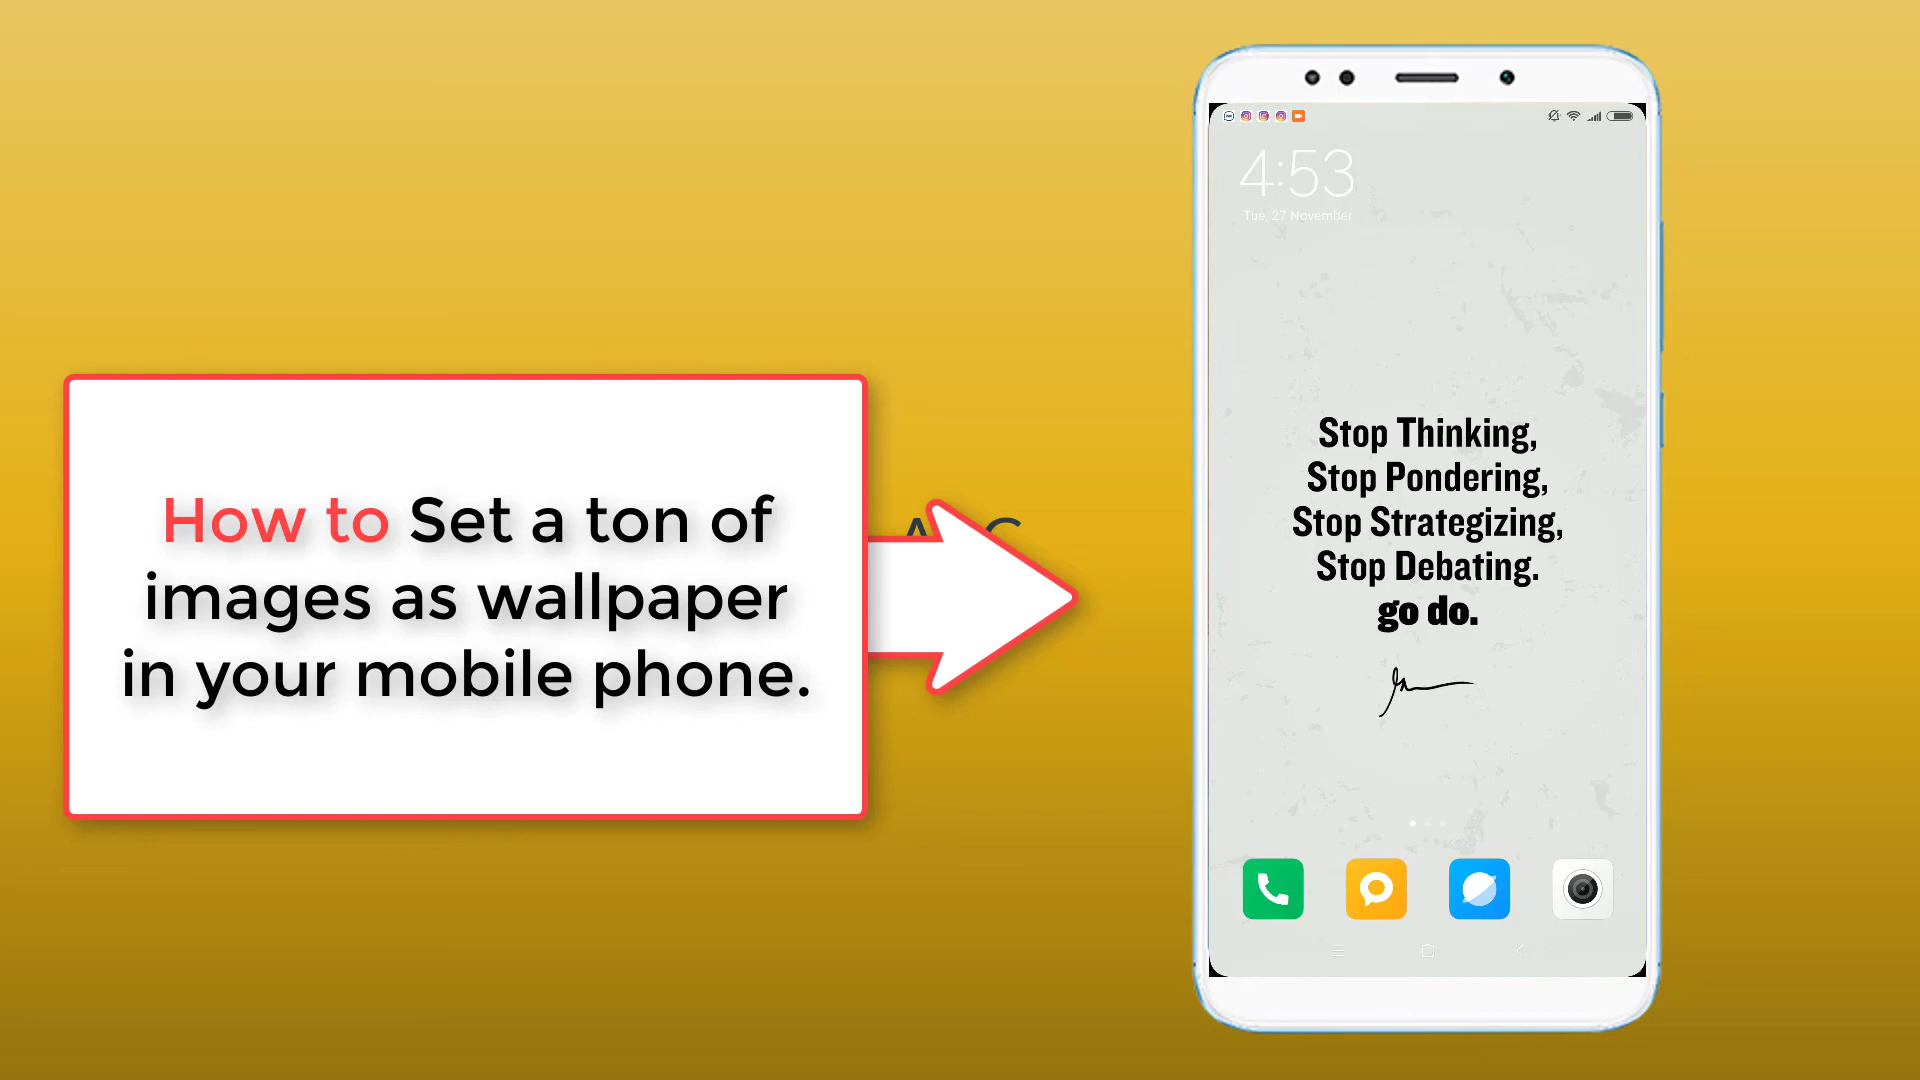 How to Set a ton of
images as wallpaper
in your mobile phone.
4:53
Tue, 27 November
Stop Thinking,
Stop Pondering,
Stop Strategizing,
Stop Debating.
go do.